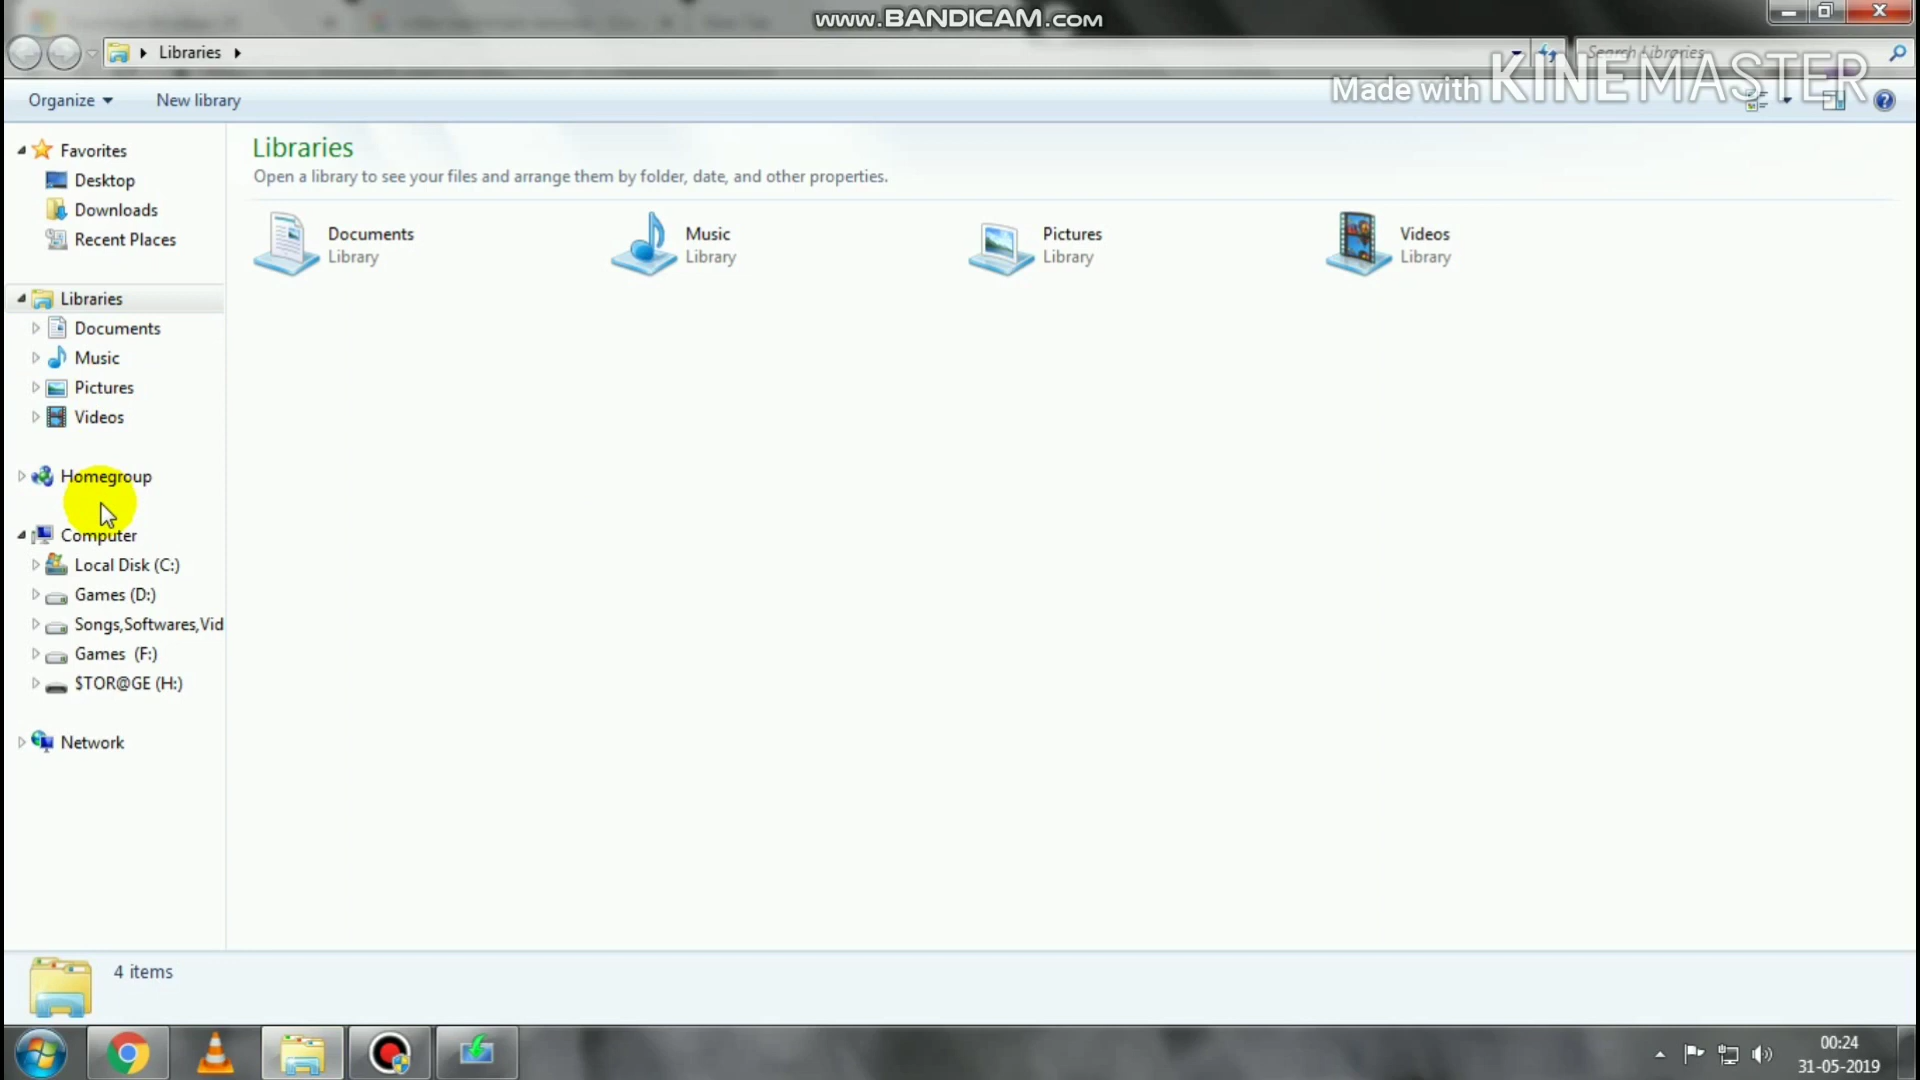 www.BANDICAM.com
Libraries
Search Libraries
Made with KINEMASTER
Organize
New library
Favorites
Desktop
Downloads
Recent Places
Libraries
Documents
Music
Pictures
Videos
Homegroup
Computer
Local Disk (C:)
Games (D:)
Songs,Softwares,Vid
Games (F:)
$TOR@GE (H:)
Network
Libraries
Open a library to see your files and arrange them by folder, date, and other properties.
Documents
Library
Music
Library
Pictures
Library
Videos
Library
4 items
00:24
31-05-2019